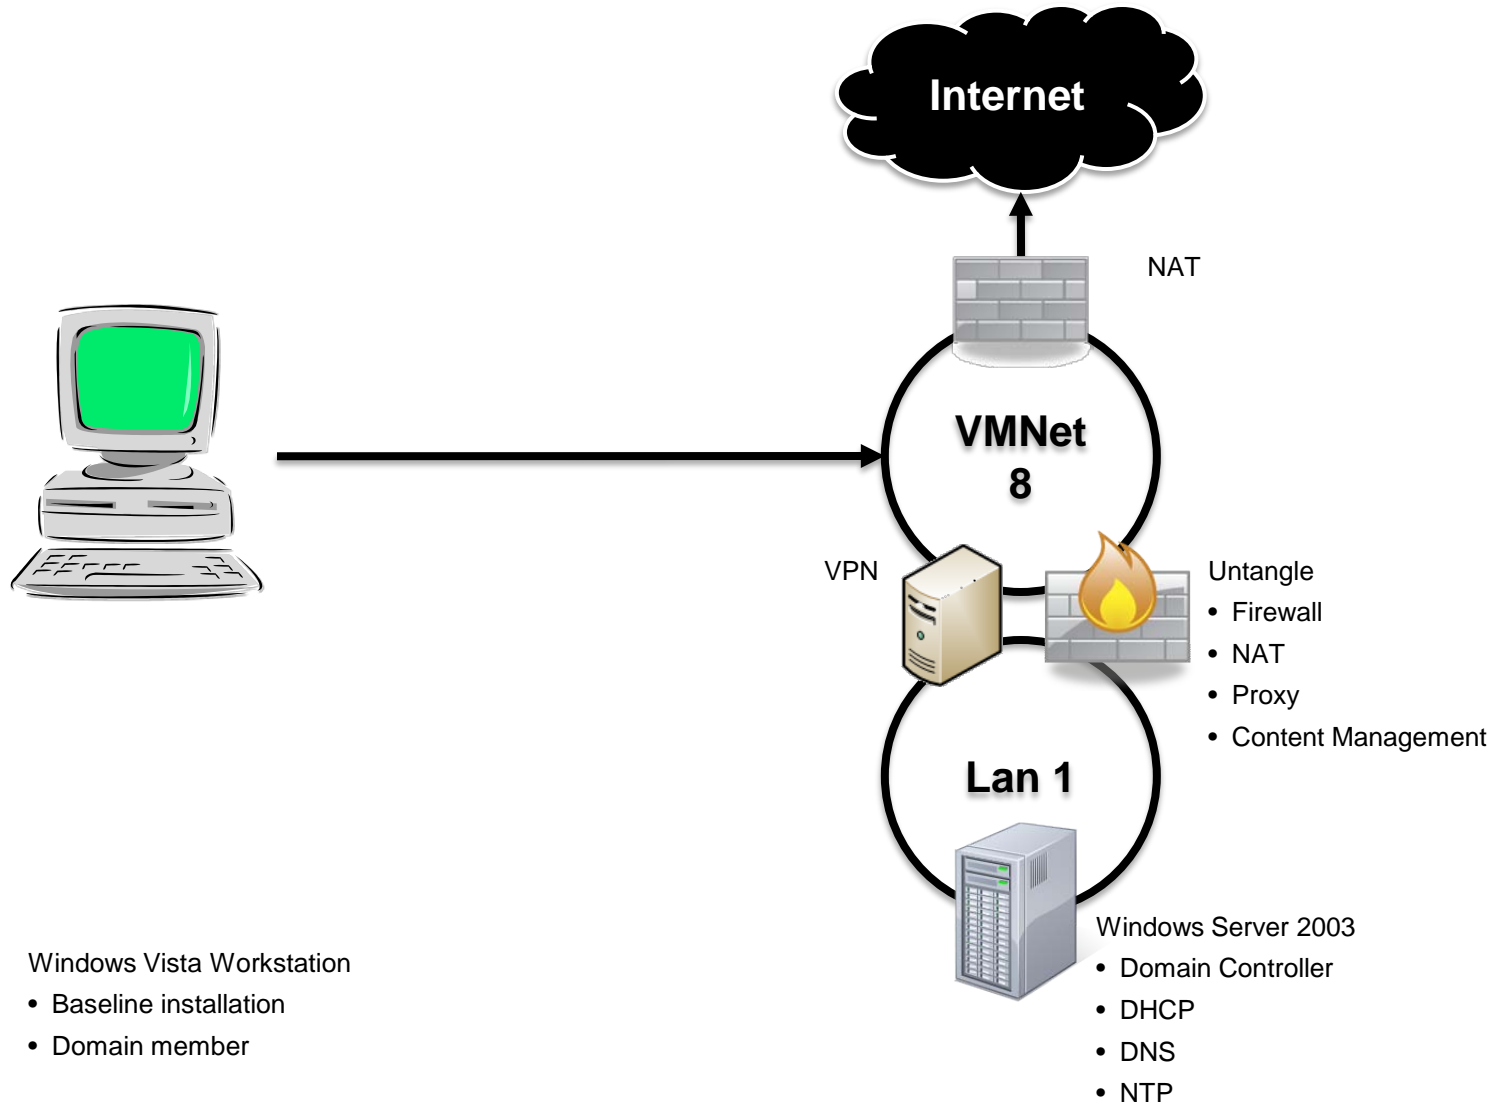 Internet
NAT
VMNet
8
VPN
Untangle
• Firewall
• NAT
• Proxy
• Content Management
Lan 1
Windows Server 2003
• Domain Controller
• DHCP
• DNS
• NTP
Windows Vista Workstation
• Baseline installation
• Domain member